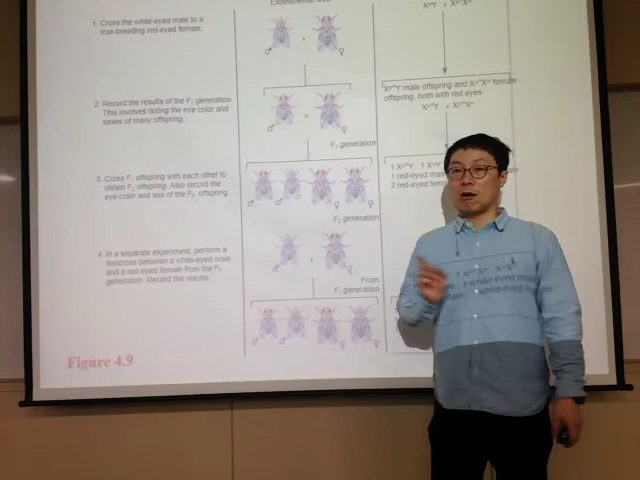 Experimental level
1. Cross the white-eyed male to a
true-breeding red-eyed female.
♂ × ♀
2. Record the results of the F₁ generation
This involves noting the eye color and
sexes of many offspring.
♂ × ♀
F₁ generation
3. Cross F₁ offspring with each other to
obtain F₂ offspring. Also record the
eye color and sex of the F₂ offspring.
♂ ♂ ♀ ♀
F₂ generation
4. In a separate experiment, perform a
testcross between a white-eyed male
and a red-eyed female from the F₁
generation. Record the results.
♂ × ♀
From
F₁ generation
♂ ♂ ♀ ♀
Figure 4.9
male offspring and female
offspring, both with red eyes
1 red-eyed
2 red-eyed